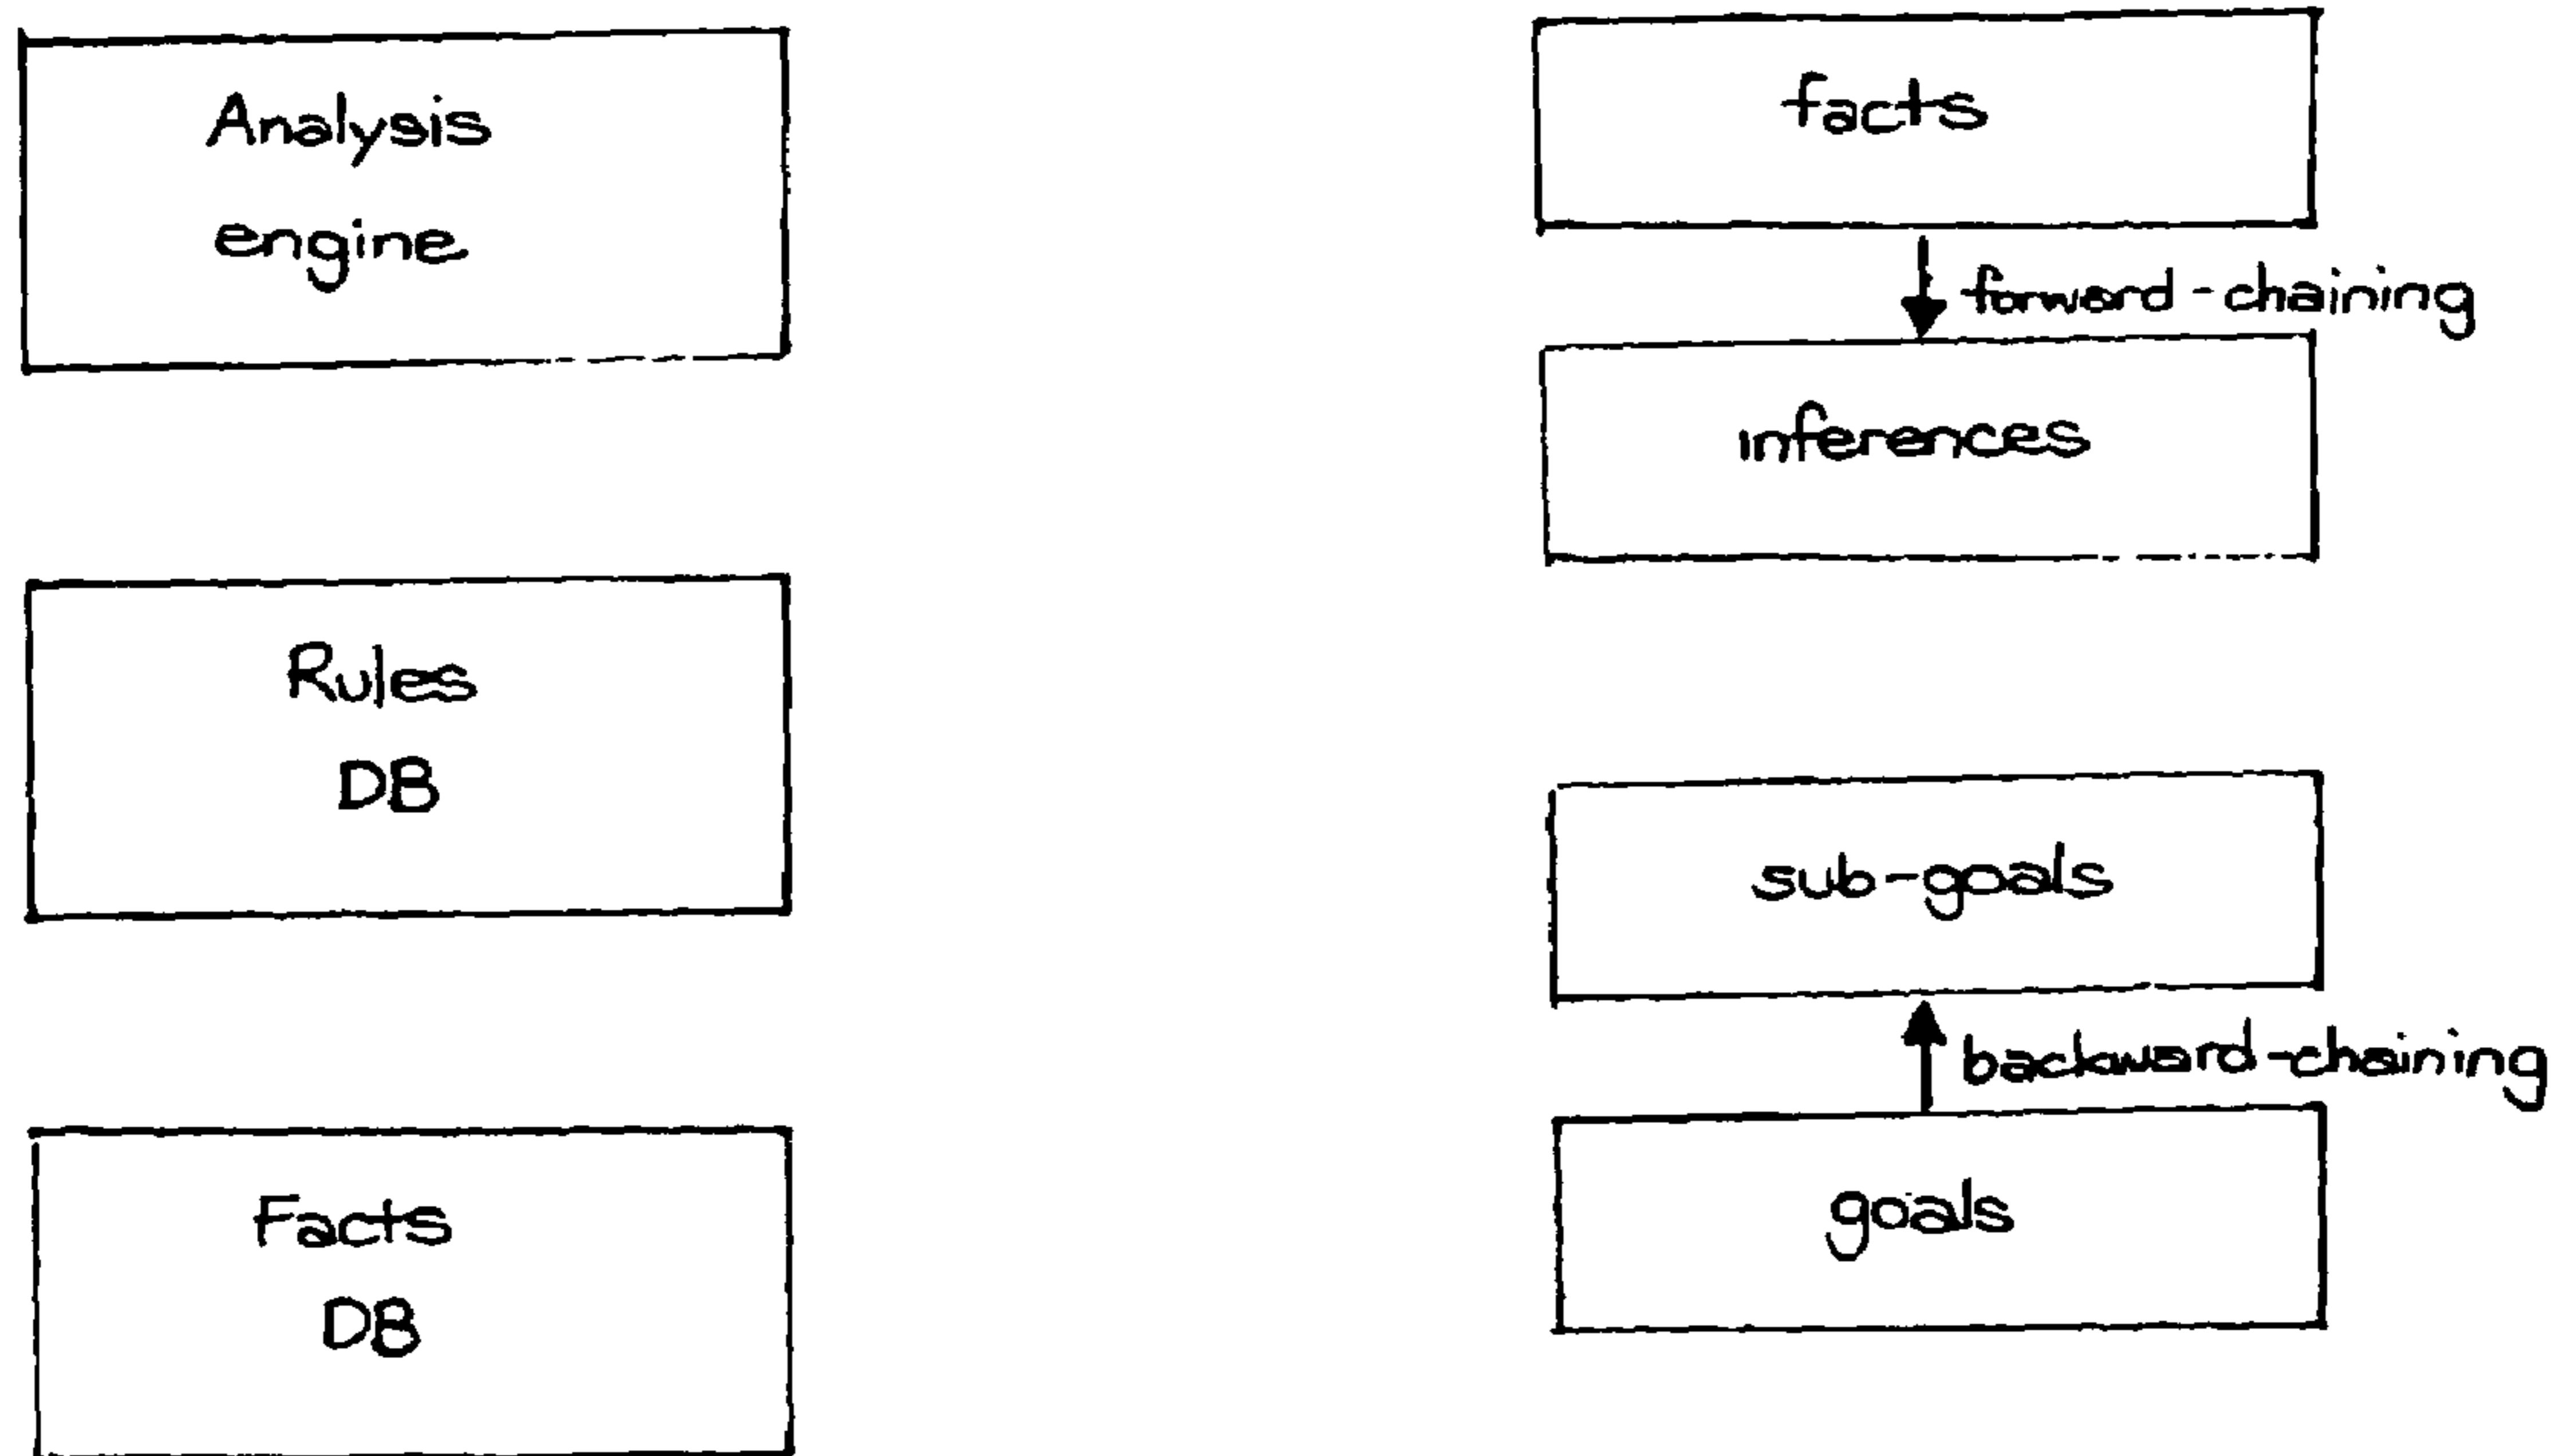 Analysis
engine
Rules
DB
Facts
DB
facts
forward-chaining
inferences
sub-goals
backward-chaining
goals